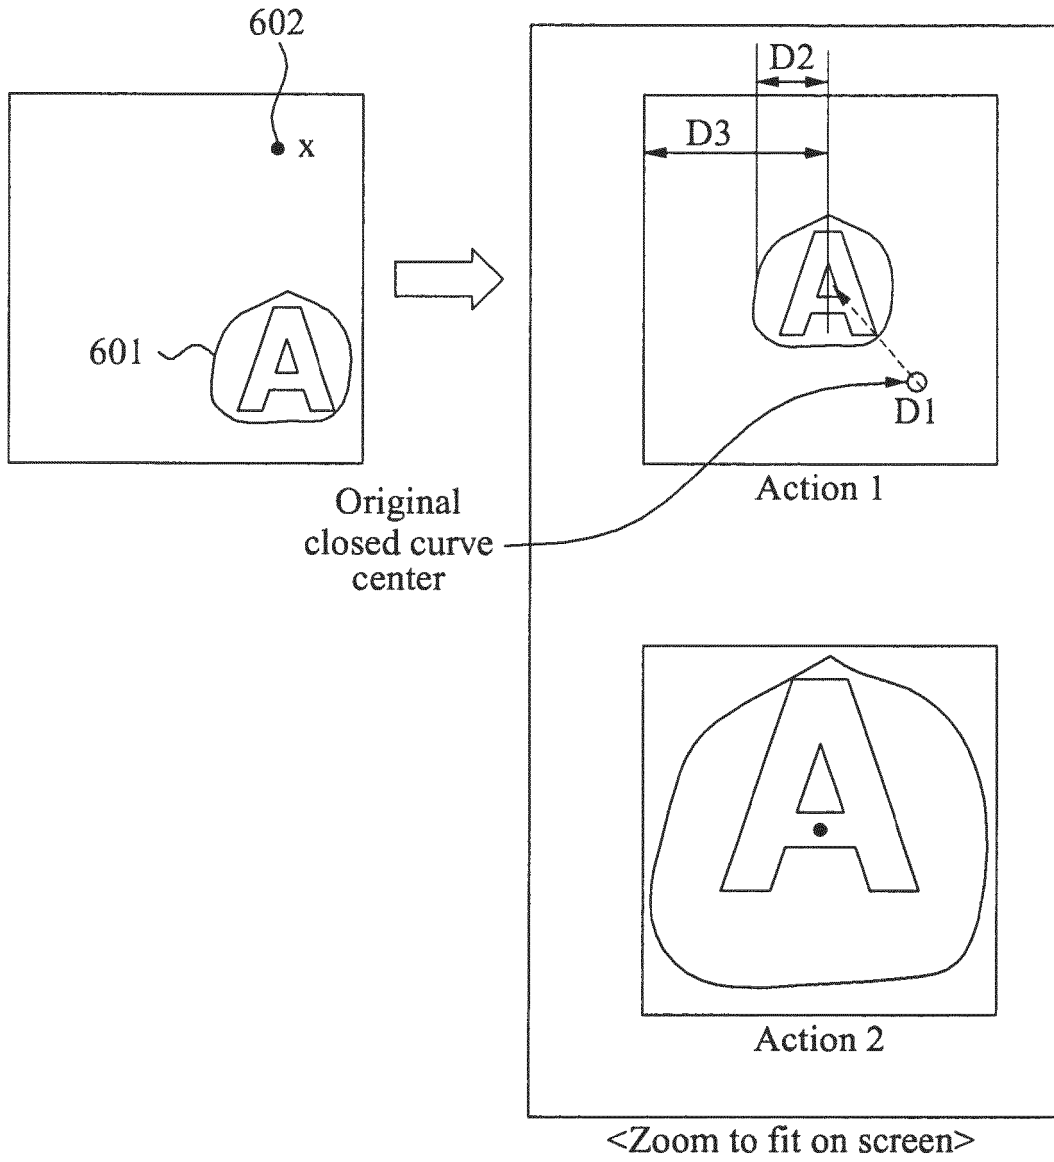 602
x
601
A
D2
D3
A
D1
Original
closed curve
center
Action 1
A
Action 2
<Zoom to fit on screen>